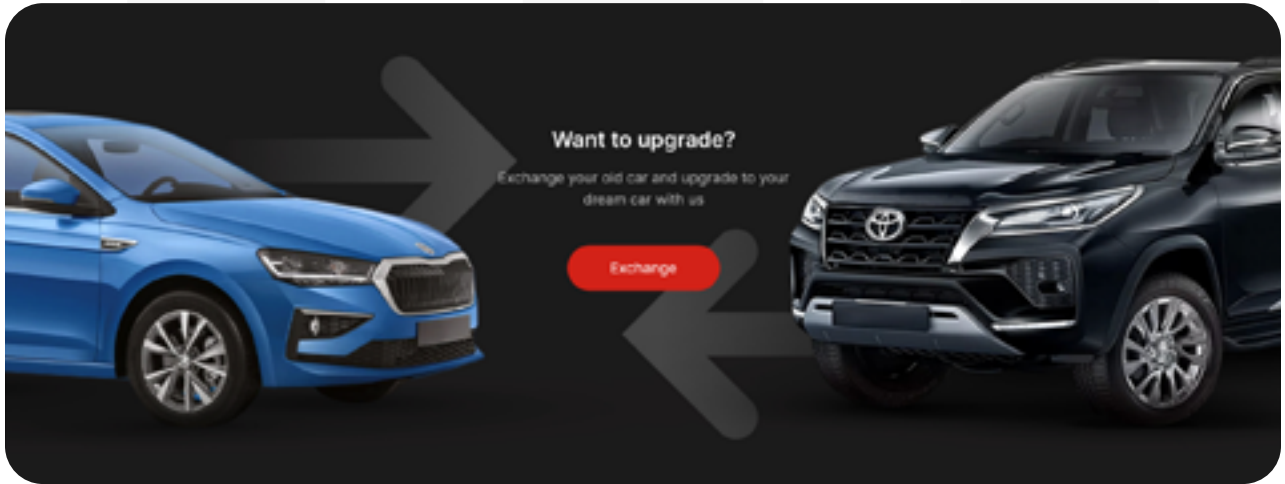 Want to upgrade?
Exchange your old car and upgrade to your
dream car with us
Exchange